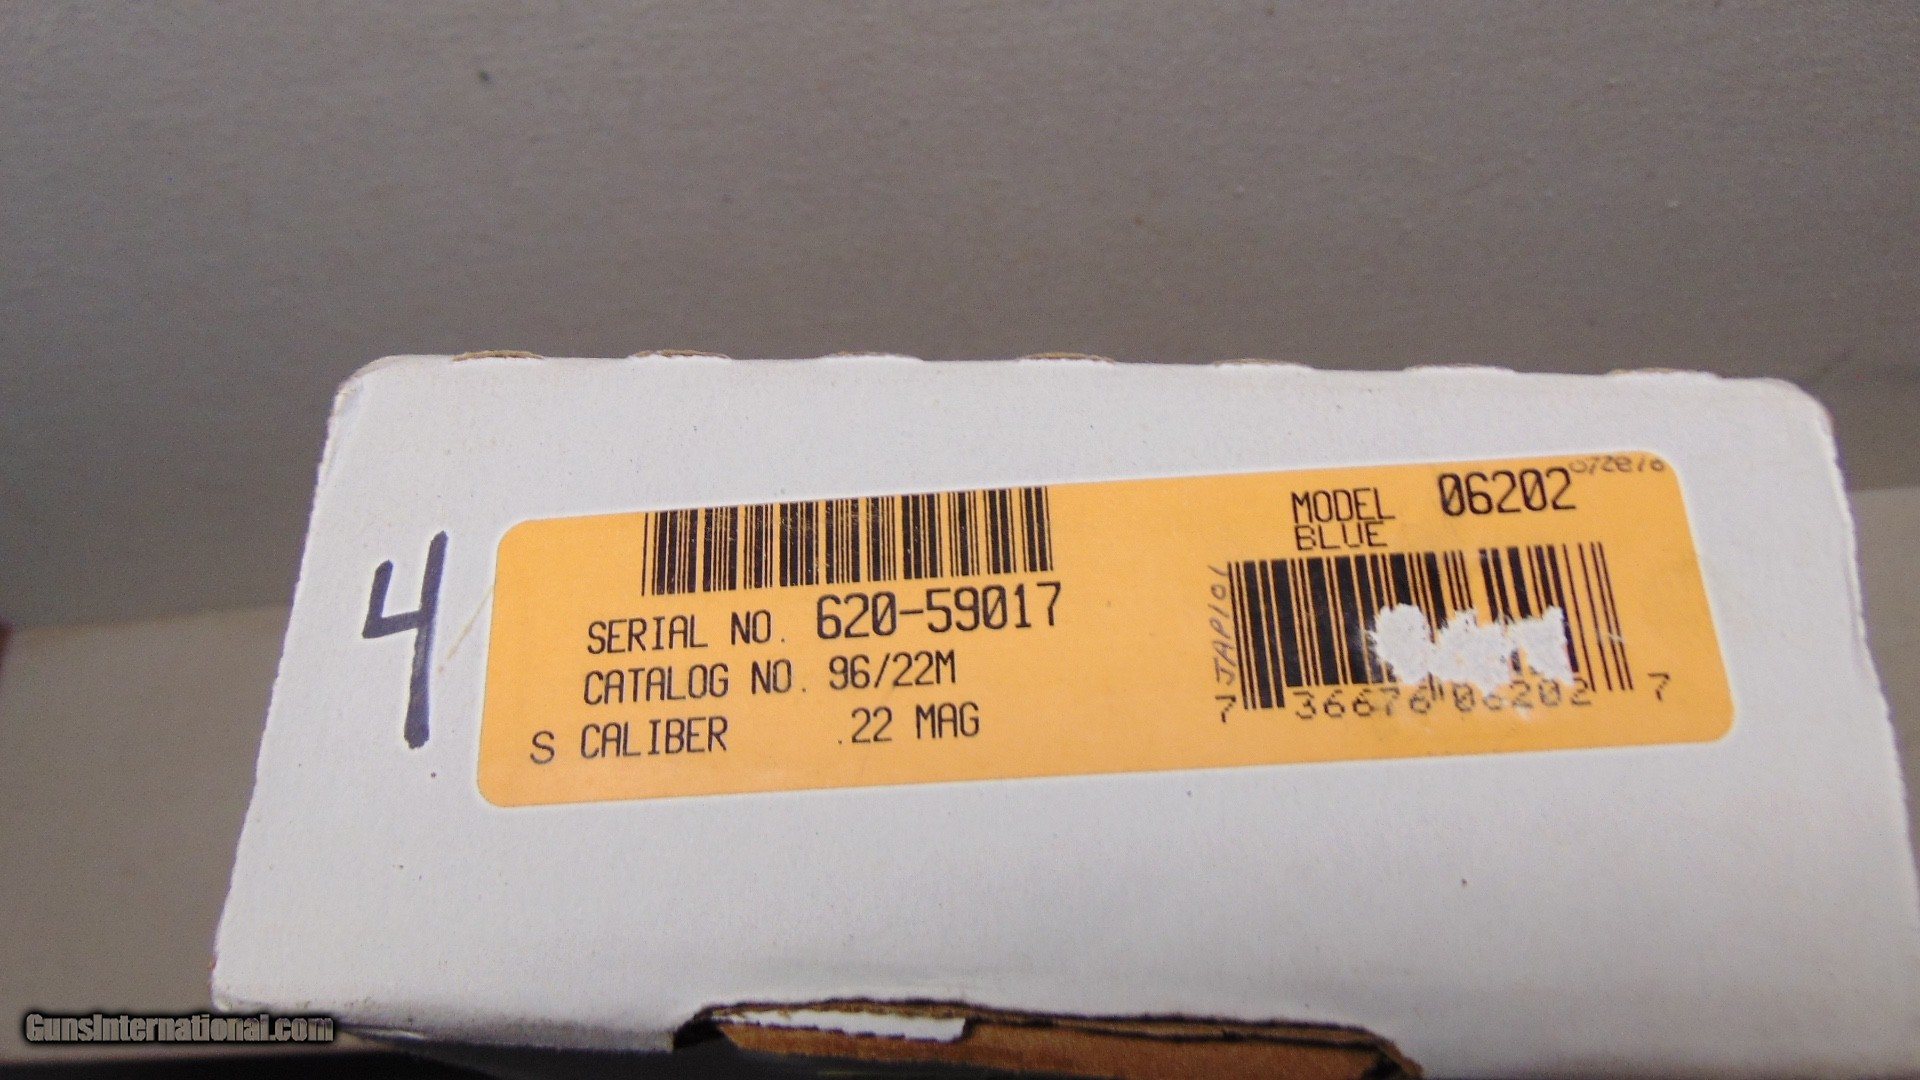 4
SERIAL NO. 620-59017
CATALOG NO. 96/22M
S CALIBER .22 MAG
MODEL 06202
BLUE
7 36676 06202 7
GunsInternational.com